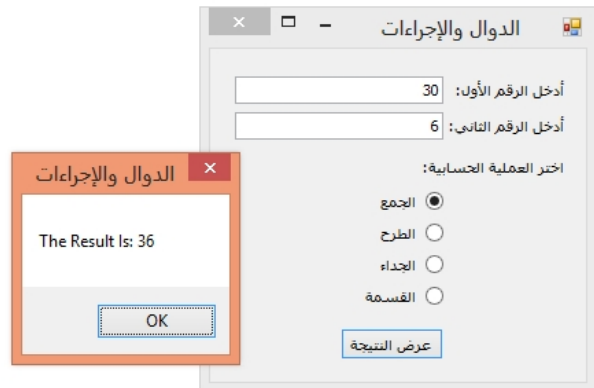 الدوال والإجراءات
أدخل الرقم الأول: 30
أدخل الرقم الثاني: 6
اختر العملية الحسابية:
الجمع
الطرح
الجداء
القسمة
عرض النتيجة
الدوال والإجراءات
The Result Is: 36
OK